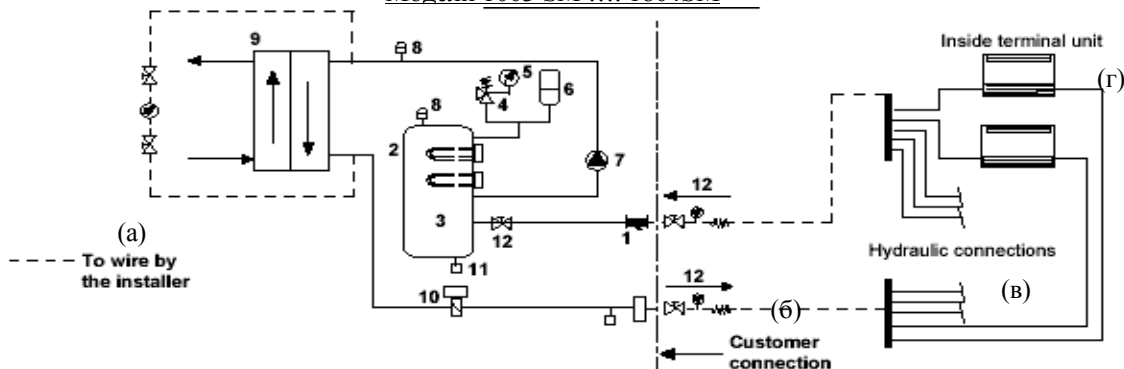 Модели 1003 SM .... 1804SM
9
8
Inside terminal unit
(г)
5
4
6
8
2
7
12
3
12
1
(а)
To wire by
the installer
11
Hydraulic connections
12
10
(б)
(в)
Customer
connection